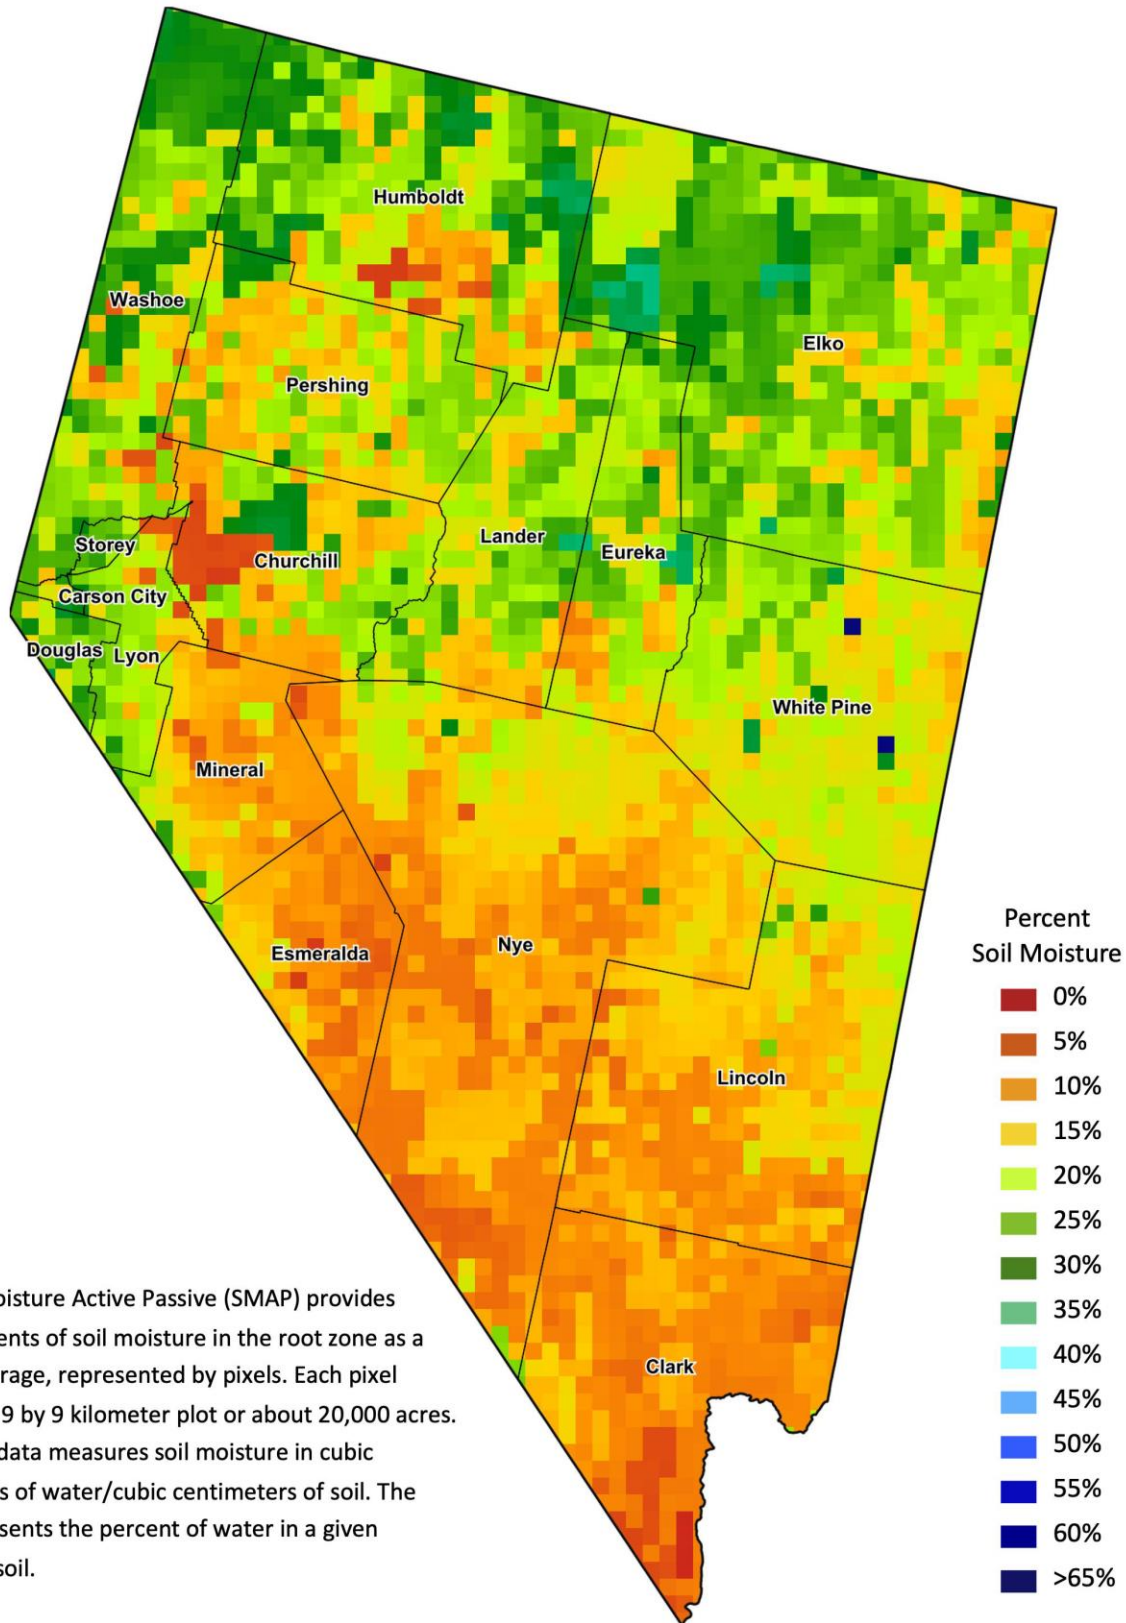 Humboldt
Washoe
Elko
Pershing
Lander
Storey
Eureka
Churchill
Carson City
Douglas
Lyon
White Pine
Mineral
Nye
Esmeralda
Lincoln
Clark
Percent
Soil Moisture
0%
5%
10%
15%
20%
25%
30%
35%
40%
45%
50%
55%
60%
>65%
oisture Active Passive (SMAP) provides
ents of soil moisture in the root zone as a
rage, represented by pixels. Each pixel
9 by 9 kilometer plot or about 20,000 acres.
data measures soil moisture in cubic
s of water/cubic centimeters of soil. The
sents the percent of water in a given
soil.